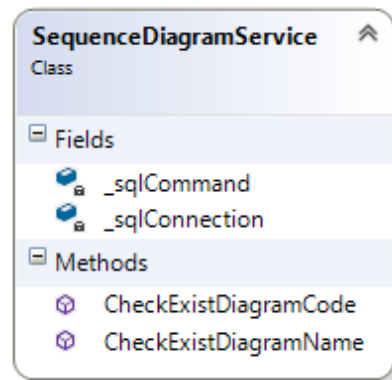 SequenceDiagramService
Class
Fields
_sqlCommand
_sqlConnection
Methods
CheckExistDiagramCode
CheckExistDiagramName